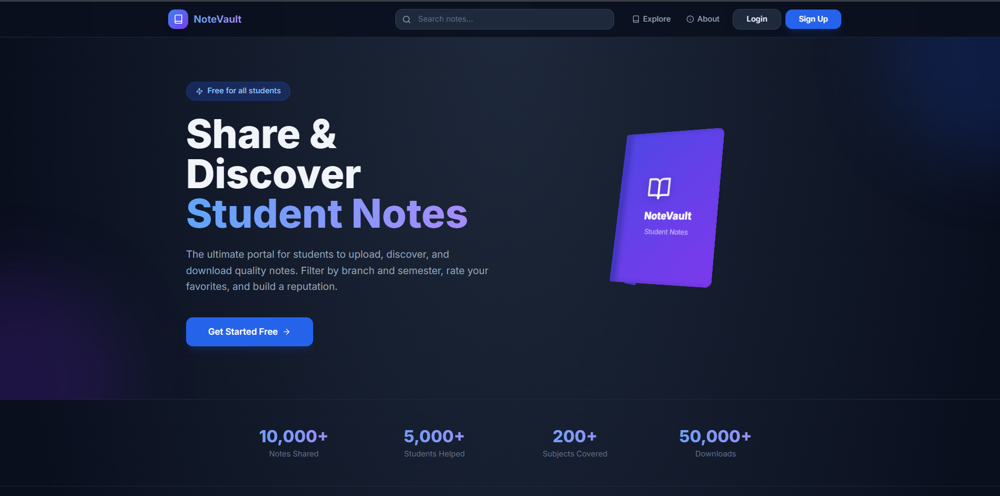 NoteVault
Search notes...
Explore
About
Login
Sign Up
Free for all students
Share &
Discover
Student Notes
The ultimate portal for students to upload, discover, and
download quality notes. Filter by branch and semester, rate your
favorites, and build a reputation.
Get Started Free
NoteVault
Student Notes
10,000+
Notes Shared
5,000+
Students Helped
200+
Subjects Covered
50,000+
Downloads